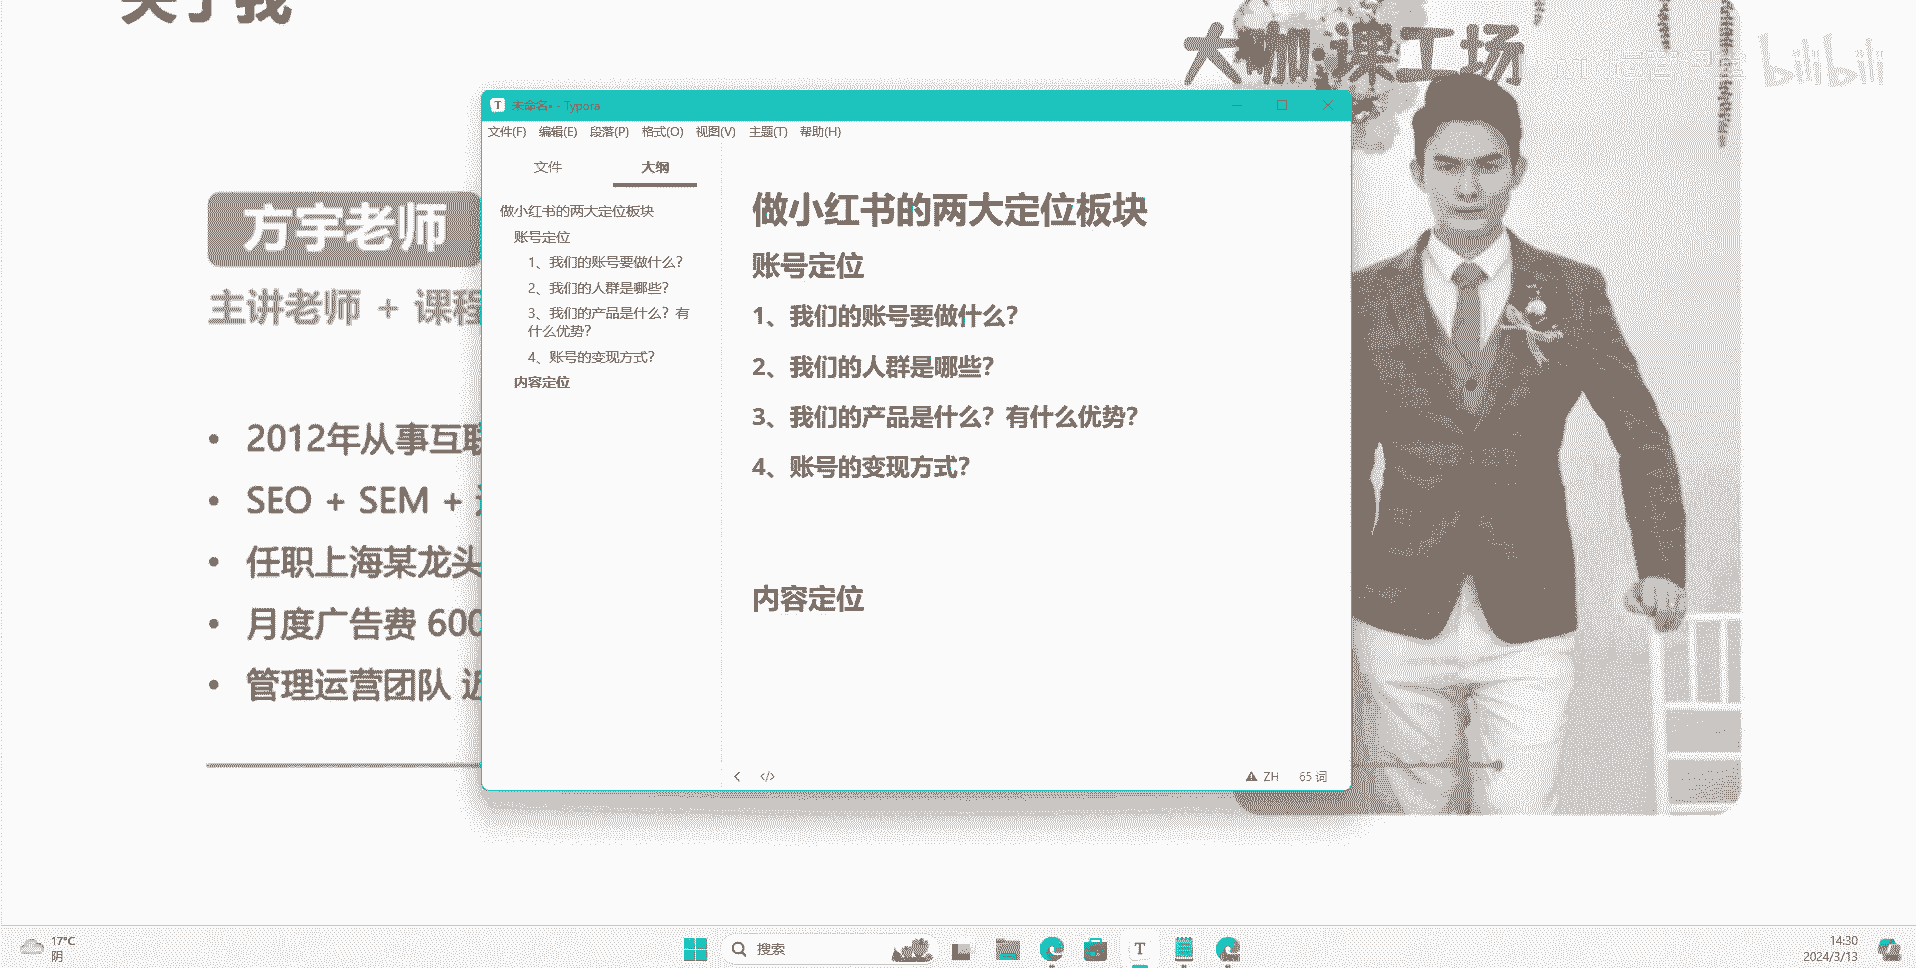 关于我
大咖·课工场
bilibili
未命名• - Typora
文件(F) 编辑(E) 段落(P) 格式(O) 视图(V) 主题(T) 帮助(H)
文件 大纲
做小红书的两大定位板块
账号定位
1、我们的账号要做什么？
2、我们的人群是哪些？
3、我们的产品是什么？有
什么优势？
4、账号的变现方式？
内容定位
做小红书的两大定位板块
账号定位
1、我们的账号要做什么？
2、我们的人群是哪些？
3、我们的产品是什么？有什么优势？
4、账号的变现方式？
内容定位
ZH 65 词
方宇老师
主讲老师 + 课程
• 2012年从事互联
• SEO + SEM +
• 任职上海某龙头
• 月度广告费 600
• 管理运营团队 近
17°C
阴
搜索
14:30
2024/3/13